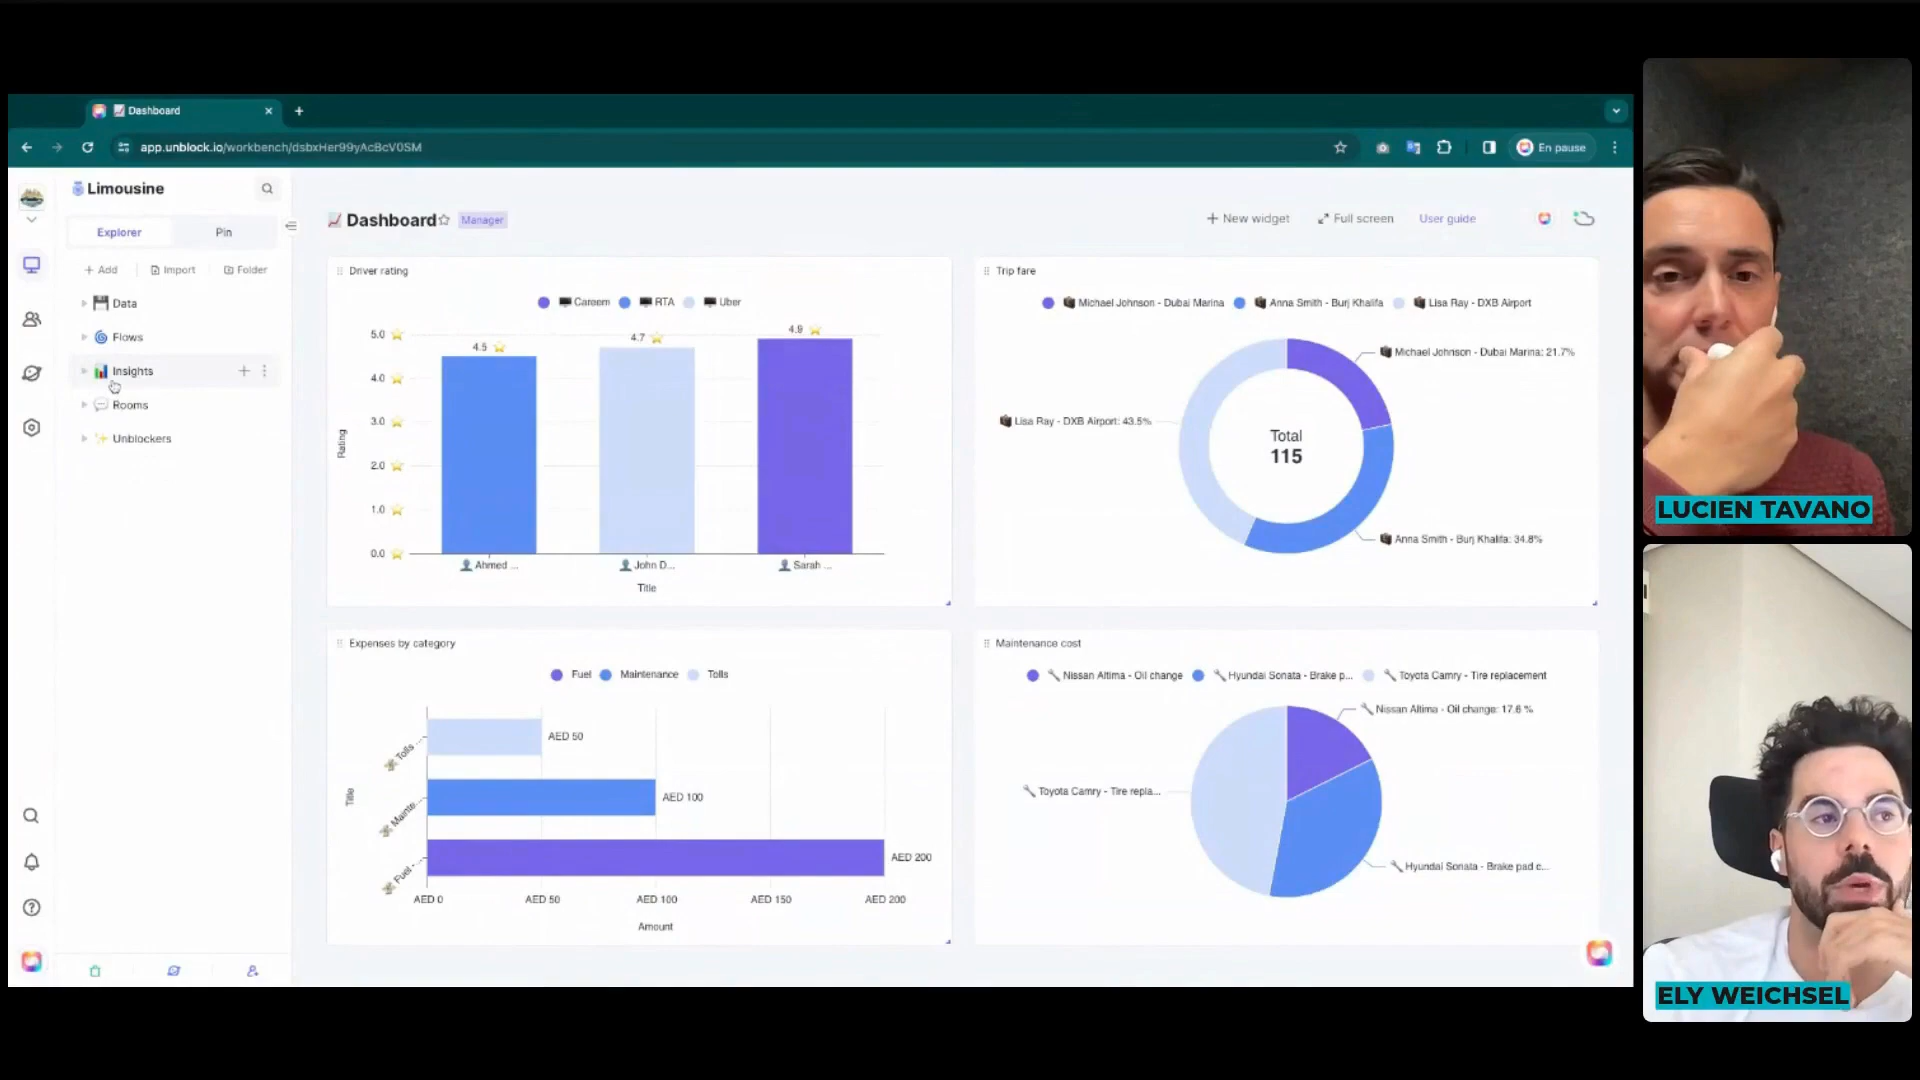 Dashboard
app.unblock.io/workbench/dsbxHer99yAcBcV0SM
En pause
Limousine
Explorer
Pin
Add
Import
Folder
Data
Flows
Insights
Rooms
Unblockers
Dashboard
Manager
New widget
Full screen
User guide
Driver rating
Careem
RTA
Uber
5.0
4.0
3.0
2.0
1.0
0.0
Rating
4.5
4.7
4.9
Ahmed ...
John D...
Sarah ...
Title
Trip fare
Michael Johnson - Dubai Marina
Anna Smith - Burj Khalifa
Lisa Ray - DXB Airport
Michael Johnson - Dubai Marina: 21.7%
Lisa Ray - DXB Airport: 43.5%
Total
115
Anna Smith - Burj Khalifa: 34.8%
Expenses by category
Fuel
Maintenance
Tolls
Tolls ...
Mainte...
Fuel - ...
Title
AED 50
AED 100
AED 200
AED 0
AED 50
AED 100
AED 150
AED 200
Amount
Maintenance cost
Nissan Altima - Oil change
Hyundai Sonata - Brake p...
Toyota Camry - Tire replacement
Nissan Altima - Oil change: 17.6 %
Toyota Camry - Tire repla...
Hyundai Sonata - Brake pad c...
LUCIEN TAVANO
ELY WEICHSEL